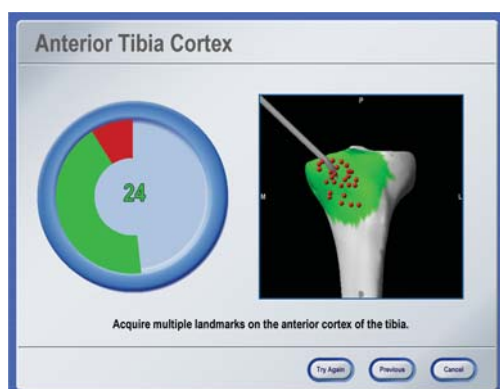 Anterior Tibia Cortex
24
P
M
L
D
Acquire multiple landmarks on the anterior cortex of the tibia.
Try Again
Previous
Cancel